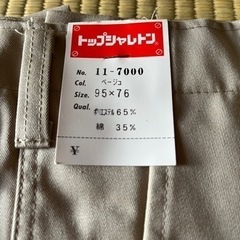 トップシャレトン
No. 11-7000
Col. ベージュ
Size. 95×76
Qual. ポリエステル 65%
綿 35%
¥